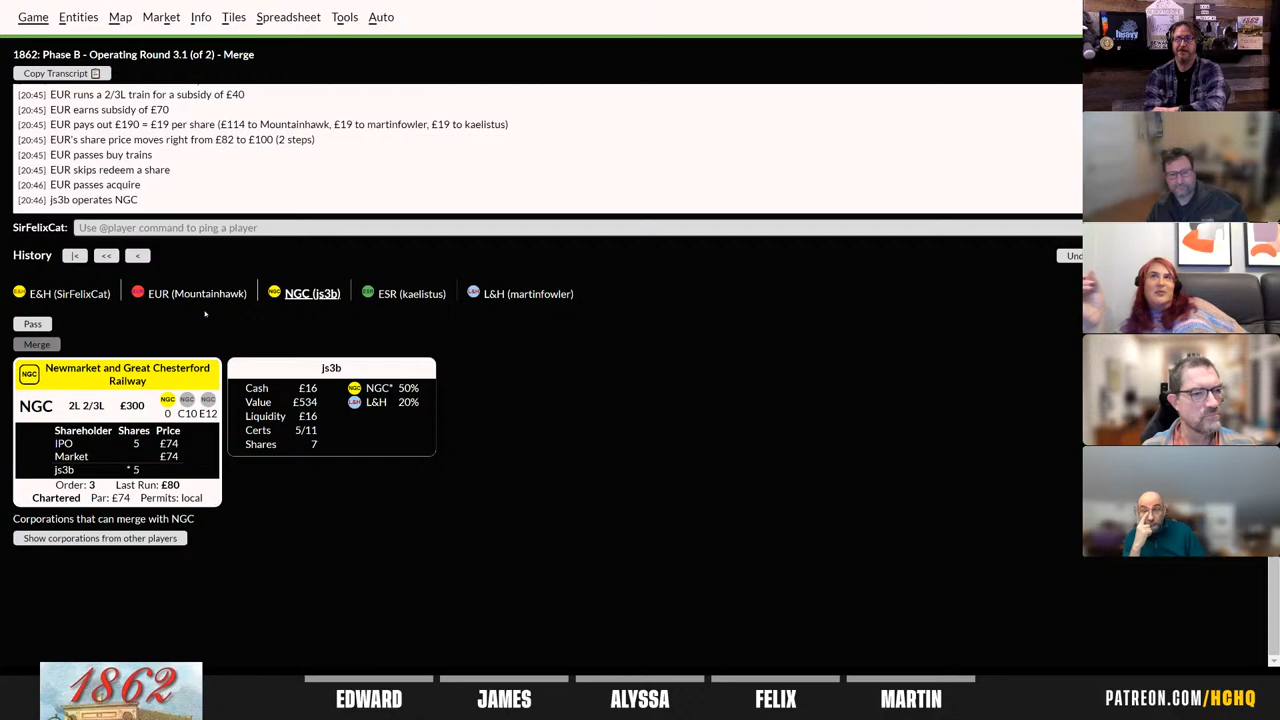 Game Entities Map Market Info Tiles Spreadsheet Tools Auto
1862: Phase B - Operating Round 3.1 (of 2) - Merge
Copy Transcript
[20:45] EUR runs a 2/3L train for a subsidy of £40
[20:45] EUR earns subsidy of £70
[20:45] EUR pays out £190 = £19 per share (£114 to Mountainhawk, £19 to martinfowler, £19 to kaelistus)
[20:45] EUR's share price moves right from £82 to £100 (2 steps)
[20:45] EUR passes buy trains
[20:45] EUR skips redeem a share
[20:46] EUR passes acquire
[20:46] js3b operates NGC
SirFelixCat: Use @player command to ping a player
History |< << < Und
E&H (SirFelixCat) EUR (Mountainhawk) NGC (js3b) ESR (kaelistus) L&H (martinfowler)
Pass
Merge
NGC Newmarket and Great Chesterford
Railway
NGC 2L 2/3L £300 NGC NGC NGC
0 C10 E12
Shareholder Shares Price
IPO 5 £74
Market £74
js3b * 5
Order: 3 Last Run: £80
Chartered Par: £74 Permits: local
js3b
Cash £16 NGC NGC* 50%
Value £534 L&H L&H 20%
Liquidity £16
Certs 5/11
Shares 7
Corporations that can merge with NGC
Show corporations from other players
1862
EDWARD JAMES ALYSSA FELIX MARTIN
PATREON.COM/HCHQ
1862